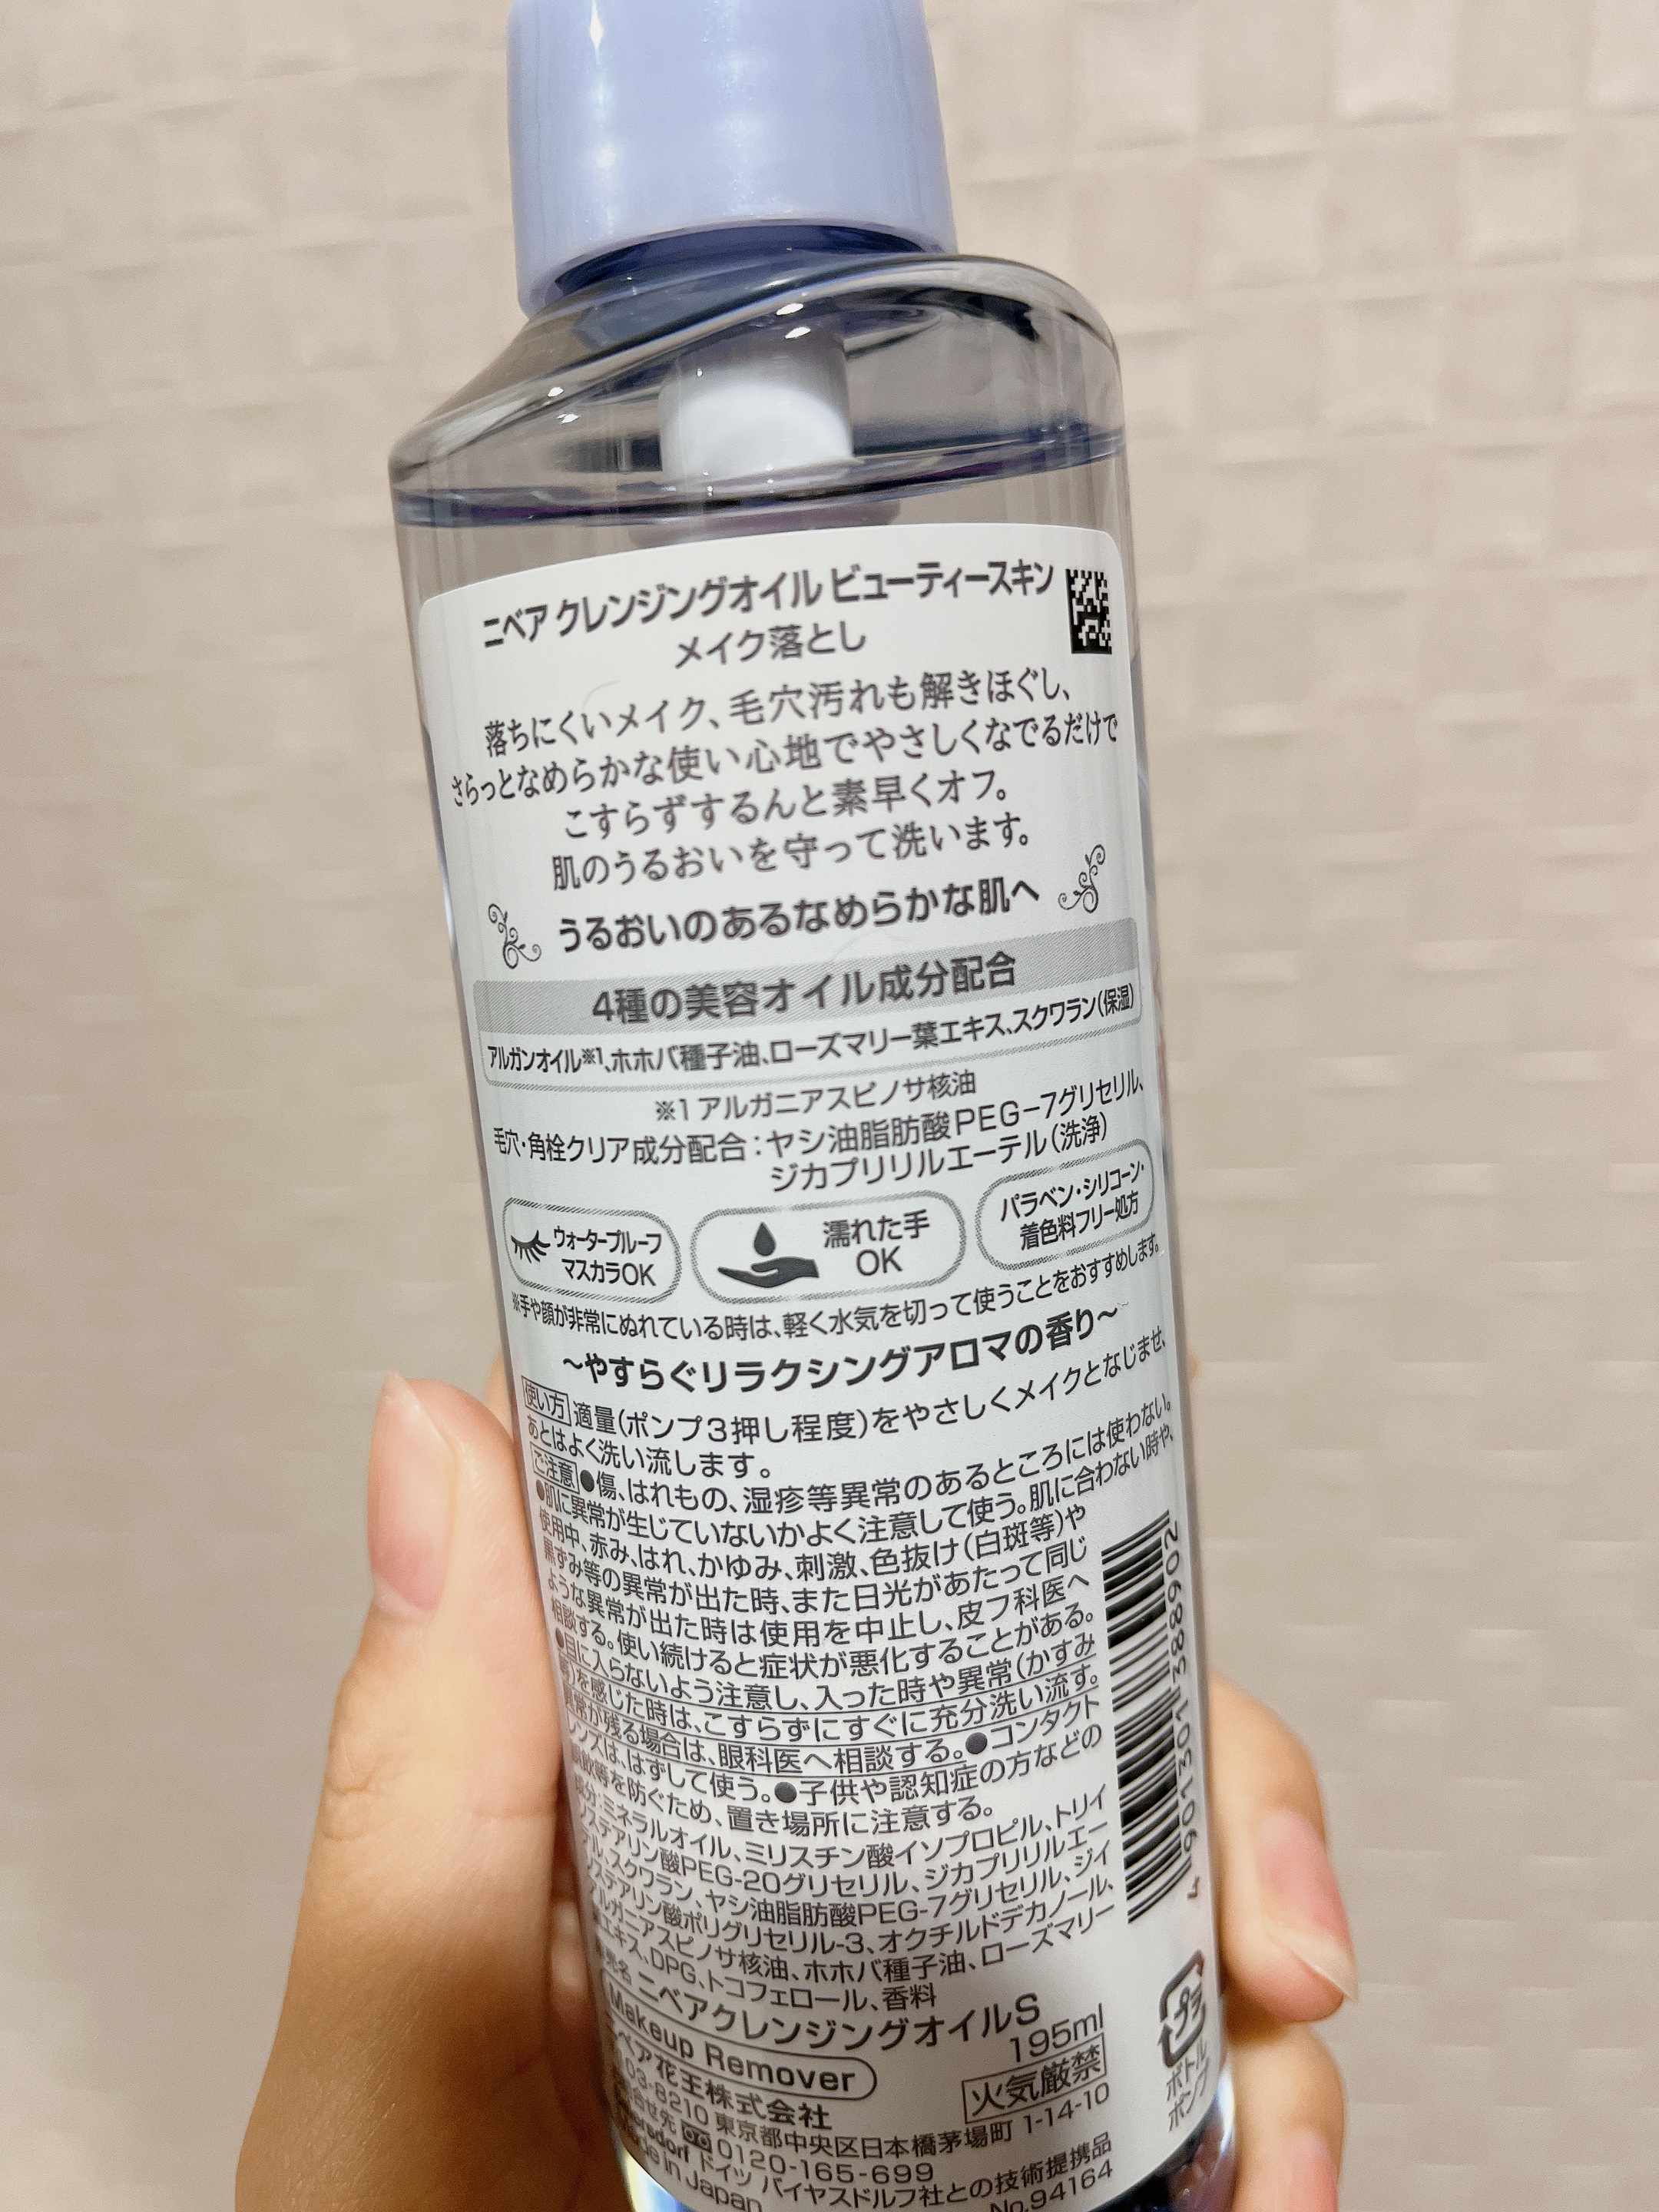 ニベア クレンジングオイル ビューティースキン
メイク落とし
落ちにくいメイク、毛穴汚れも解きほぐし、
さらっとなめらかな使い心地でやさしくなでるだけで
こすらずするんと素早くオフ。
肌のうるおいを守って洗います。
うるおいのあるなめらかな肌へ
4種の美容オイル成分配合
アルガンオイル※1、ホホバ種子油、ローズマリー葉エキス、スクワラン(保湿)
※1 アルガニアスピノサ核油
毛穴・角栓クリア成分配合：ヤシ油脂肪酸PEG-7グリセリル、
ジカプリリルエーテル(洗浄)
ウォータープルーフ
マスカラOK
濡れた手
OK
パラベン・シリコーン・
着色料フリー処方
※手や顔が非常にぬれている時は、軽く水気を切って使うことをおすすめします。
〜やすらぐリラクシングアロマの香り〜
使い方 適量(ポンプ3押し程度)をやさしくメイクとなじませ、
あとはよく洗い流します。
ご注意 ●傷、はれもの、湿疹等異常のあるところには使わない。
●肌に異常が生じていないかよく注意して使う。肌に合わない時や、
使用中、赤み、はれ、かゆみ、刺激、色抜け(白斑等)や
黒ずみ等の異常が出た時、また日光があたって同じ
ような異常が出た時は使用を中止し、皮フ科医へ
相談する。使い続けると症状が悪化することがある。
●目に入らないよう注意し、入った時や異常(かすみ
等)を感じた時は、こすらずにすぐに充分洗い流す。
異常が残る場合は、眼科医へ相談する。●コンタクト
レンズは、はずして使う。●子供や認知症の方などの
誤飲等を防ぐため、置き場所に注意する。
成分：ミネラルオイル、ミリスチン酸イソプロピル、トリイ
ソステアリン酸PEG-20グリセリル、ジカプリリルエー
テル、スクワラン、ヤシ油脂肪酸PEG-7グリセリル、ジイ
ソステアリン酸ポリグリセリル-3、オクチルドデカノール、
アルガニアスピノサ核油、ホホバ種子油、ローズマリー
葉エキス、DPG、トコフェロール、香料
販売名 ニベアクレンジングオイルS
Makeup Remover
195ml
ニベア花王株式会社
火気厳禁
103-8210 東京都中央区日本橋茅場町 1-14-10
0120-165-699
ドイツ バイヤスドルフ社との技術提携品
Made in Japan
No.94164
4 901301 388602
プラ
ボトル
ポンプ